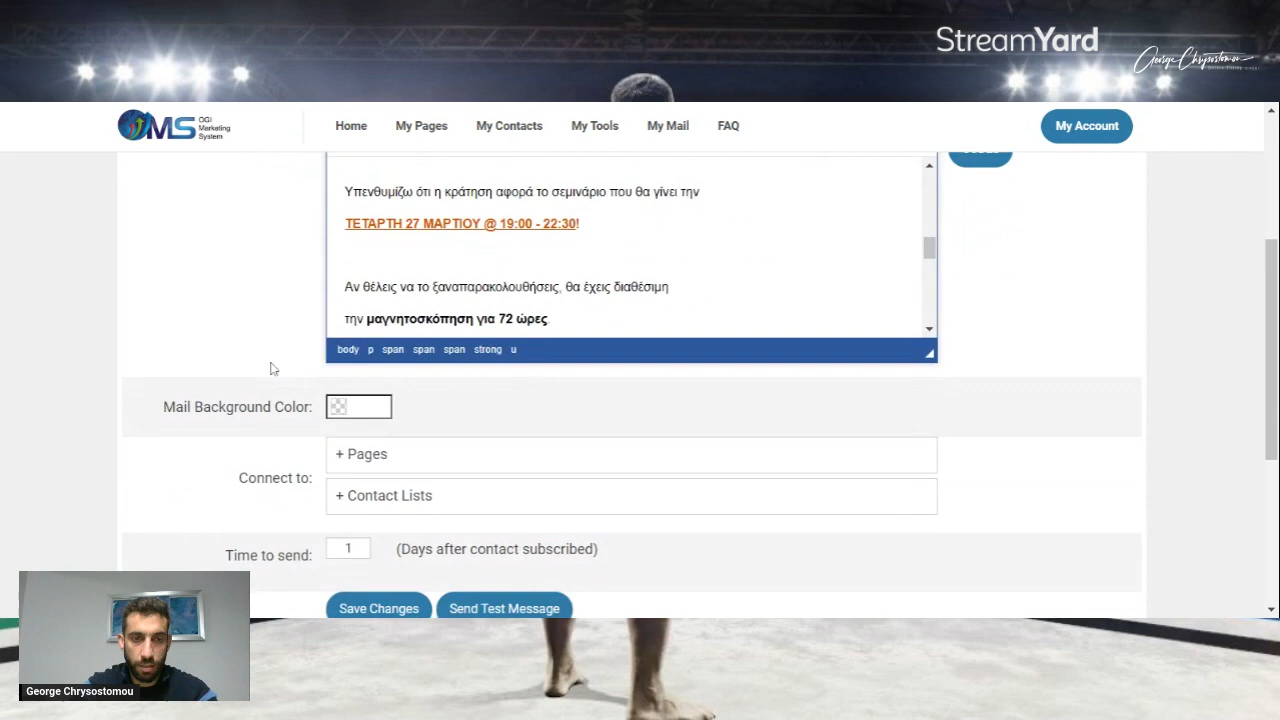 StreamYard
George Chrysostomou
OMS
OGI
Marketing
System
Home
My Pages
My Contacts
My Tools
My Mail
FAQ
My Account
Υπενθυμίζω ότι η κράτηση αφορά το σεμινάριο που θα γίνει την
ΤΕΤΑΡΤΗ 27 ΜΑΡΤΙΟΥ @ 19:00 - 22:30!
Αν θέλεις να το ξαναπαρακολουθήσεις, θα έχεις διαθέσιμη
την μαγνητοσκόπηση για 72 ώρες.
body p span span span strong u
Mail Background Color:
Connect to:
+ Pages
+ Contact Lists
Time to send:
1
(Days after contact subscribed)
Save Changes
Send Test Message
George Chrysostomou